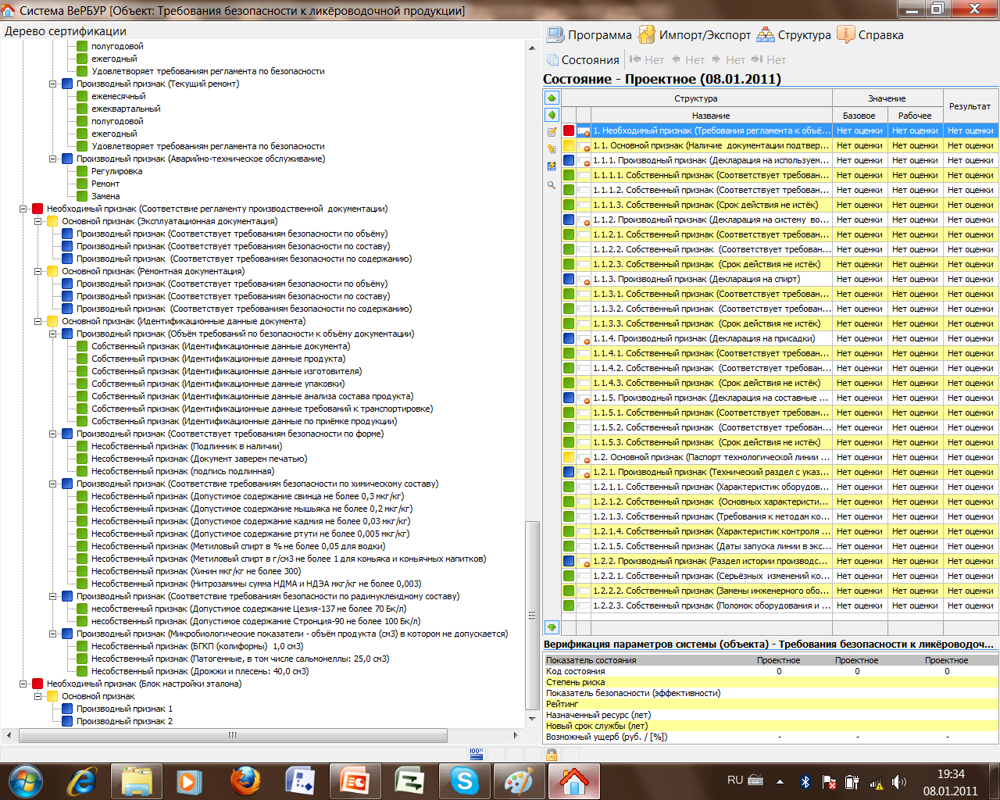 Система ВеРБУР [Объект: Требования безопасности к ликёроводочной продукции]
Дерево сертификации
полугодовой
ежегодный
Удовлетворяет требованиям регламента по безопасности
Производный признак (Текущий ремонт)
ежемесячный
ежеквартальный
полугодовой
ежегодный
Удовлетворяет требованиям регламента по безопасности
Производный признак (Аварийно-техническое обслуживание)
Регулировка
Ремонт
Замена
Необходимый признак (Соответствие регламенту производственной  документации)
Основной признак (Эксплуатационная документация)
Производный признак (Соответствует требованиям безопасности по объёму)
Производный признак (Соответствует требованиям безопасности по составу)
Производный признак  (Соответствует требованиям безопасности по содержанию)
Основной признак (Ремонтная документация)
Производный признак (Соответствует требованиям безопасности по объёму)
Производный признак (Соответствует требованиям безопасности по составу)
Производный признак  (Соответствует требованиям безопасности по содержанию)
Основной признак (Идентификационные данные документа)
Производный признак (Объём требований по безопасности к объёму документации)
Собственный признак (Идентификационные данные документа)
Собственный признак (Идентификационные данные продукта)
Собственный признак (Идентификационные данные изготовителя)
Собственный признак (Идентификационные данные упаковки)
Собственный признак (Идентификационные данные анализа состава продукта)
Собственный признак (Идентификационные данные требований к транспортировке)
Собственный признак (Идентификационные данные по приёмке продукции)
Производный признак (Соответствует требованиям безопасности по форме)
Несобственный признак (Подлинник в наличии)
Несобственный признак (Документ заверен печатью)
Несобственный признак (подпись подлинная)
Производный признак (Соответствие требованиям безопасности по химическому составу)
Несобственный признак (Допустимое содержание свинца не более 0,3 мкг/кг)
Несобственный признак (Допустимое содержание мышьяка не более 0,2 мкг/кг)
Несобственный признак (Допустимое содержание кадмия не более 0,03 мкг/кг)
Несобственный признак (Допустимое содержание ртути не более 0,005 мкг/кг)
Несобственный признак (Метиловый спирт в % не более 0,05 для водки)
Несобственный признак (Метиловый спирт в г/см3 не более 1 для коньяка и коньячных напитков)
Несобственный признак (Хинин мкг/кг не более 300)
Несобственный признак (Нитрозамины сумма НДМА и НДЭА мкг/кг не более 0,003)
Производный признак (Соответствие требованиям безопасности по радинуклеидному составу)
несобственный признак (Допустимое содержание Цезия-137 не более 70 Бк/л)
несобственный признак (Допустимое содержание Стронция-90 не более 100 Бк/л)
Производный признак (Микробиологические показатели - объём продукта (см3) в котором не допускается)
Несобственный признак (БГКП (колиформы)  1,0 см3)
Несобственный признак (Патогенные, в том числе сальмонеллы: 25,0 см3)
Несобственный признак (Дрожжи и плесень: 40,0 см3)
Необходимый признак (Блок настройки эталона)
Основной признак
Производный признак 1
Производный признак 2
100%
Программа Импорт/Экспорт Структура Справка
Состояния Нет Нет Нет Нет
Состояние - Проектное (08.01.2011)
Структура Значение Результат
Название Базовое Рабочее
1. Необходимый признак (Требования регламента к объё... Нет оценки Нет оценки Нет оценки
1.1. Основной признак (Наличие  документации подтвер... Нет оценки Нет оценки Нет оценки
1.1.1. Производный признак (Декларация на используем... Нет оценки Нет оценки Нет оценки
1.1.1.1. Собственный признак (Соответствует требован... Нет оценки Нет оценки Нет оценки
1.1.1.2. Собственный признак (Соответствует требован... Нет оценки Нет оценки Нет оценки
1.1.1.3. Собственный признак (Срок действия не истёк) Нет оценки Нет оценки Нет оценки
1.1.2. Производный признак (Декларация на систему  во... Нет оценки Нет оценки Нет оценки
1.1.2.1. Собственный признак (Соответствует требован... Нет оценки Нет оценки Нет оценки
1.1.2.2. Собственный признак  (Соответствует требован... Нет оценки Нет оценки Нет оценки
1.1.2.3. Собственный признак  (Срок действия не истёк) Нет оценки Нет оценки Нет оценки
1.1.3. Производный признак (Декларация на спирт) Нет оценки Нет оценки Нет оценки
1.1.3.1. Собственный признак (Соответствует требован... Нет оценки Нет оценки Нет оценки
1.1.3.2. Собственный признак  (Соответствует требован... Нет оценки Нет оценки Нет оценки
1.1.3.3. Собственный признак  (Срок действия не истёк) Нет оценки Нет оценки Нет оценки
1.1.4. Производный признак (Декларация на присадки) Нет оценки Нет оценки Нет оценки
1.1.4.1. Собственный признак (Соответствует требован... Нет оценки Нет оценки Нет оценки
1.1.4.2. Собственный признак  (Соответствует требован... Нет оценки Нет оценки Нет оценки
1.1.4.3. Собственный признак  (Срок действия не истёк) Нет оценки Нет оценки Нет оценки
1.1.5. Производный признак (Декларация на составные ... Нет оценки Нет оценки Нет оценки
1.1.5.1. Собственный признак (Соответствует требован... Нет оценки Нет оценки Нет оценки
1.1.5.2. Собственный признак  (Соответствует требован... Нет оценки Нет оценки Нет оценки
1.1.5.3. Собственный признак  (Срок действия не истёк) Нет оценки Нет оценки Нет оценки
1.2. Основной признак (Паспорт технологической линии ... Нет оценки Нет оценки Нет оценки
1.2.1. Производный признак (Технический раздел с указ... Нет оценки Нет оценки Нет оценки
1.2.1.1. Собственный признак (Характеристик оборудов... Нет оценки Нет оценки Нет оценки
1.2.1.2. Собственный признак  (Основных характеристи... Нет оценки Нет оценки Нет оценки
1.2.1.3. Собственный признак (Требования к методам ко... Нет оценки Нет оценки Нет оценки
1.2.1.4. Собственный признак (Характеристик контроля ... Нет оценки Нет оценки Нет оценки
1.2.1.5. Собственный признак (Даты запуска линии в экс... Нет оценки Нет оценки Нет оценки
1.2.2. Производный признак (Раздел истории производс... Нет оценки Нет оценки Нет оценки
1.2.2.1. Собственный признак (Серьёзных  изменений ко... Нет оценки Нет оценки Нет оценки
1.2.2.2. Собственный признак (Замены инженерного обо... Нет оценки Нет оценки Нет оценки
1.2.2.3. Собственный признак (Поломок оборудования и ... Нет оценки Нет оценки Нет оценки
Верификация параметров системы (объекта) - Требования безопасности к ликёроводоч...
Показатель состояния Проектное Проектное Проектное
Код состояния 0 0 0
Степень риска
Показатель безопасности (эффективности)
Рейтинг
Назначенный ресурс (лет)
Новый срок службы (лет)
Возможный ущерб (руб. / [%]) - - -
RU
19:34
08.01.2011